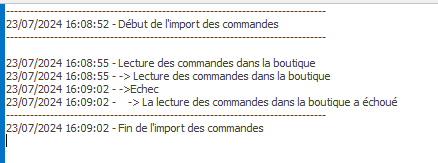 --------------------------------------------------------------------------------
23/07/2024 16:08:52 - Début de l'import des commandes
--------------------------------------------------------------------------------
23/07/2024 16:08:55 - Lecture des commandes dans la boutique
23/07/2024 16:08:55 - -> Lecture des commandes dans la boutique
23/07/2024 16:09:02 - ->Echec
23/07/2024 16:09:02 -    -> La lecture des commandes dans la boutique a échoué
--------------------------------------------------------------------------------
23/07/2024 16:09:02 - Fin de l'import des commandes